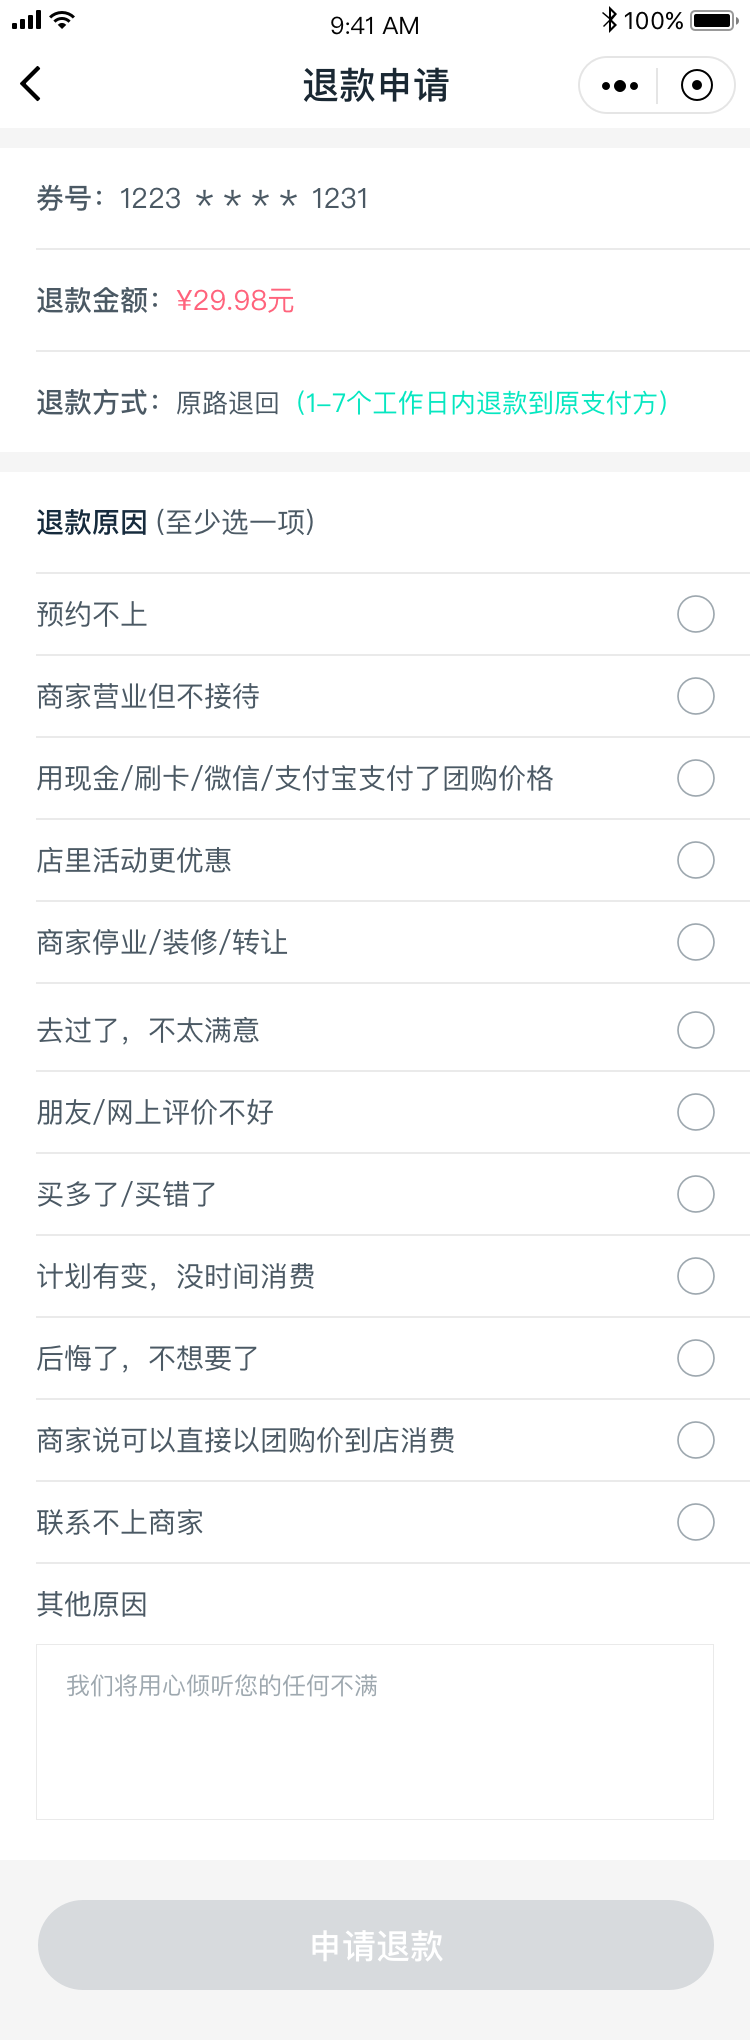 9:41 AM
100%
退款申请
券号：1223 **** 1231
退款金额：¥29.98元
退款方式：原路退回（1-7个工作日内退款到原支付方）
退款原因 (至少选一项)
预约不上
商家营业但不接待
用现金/刷卡/微信/支付宝支付了团购价格
店里活动更优惠
商家停业/装修/转让
去过了，不太满意
朋友/网上评价不好
买多了/买错了
计划有变，没时间消费
后悔了，不想要了
商家说可以直接以团购价到店消费
联系不上商家
其他原因
我们将用心倾听您的任何不满
申请退款